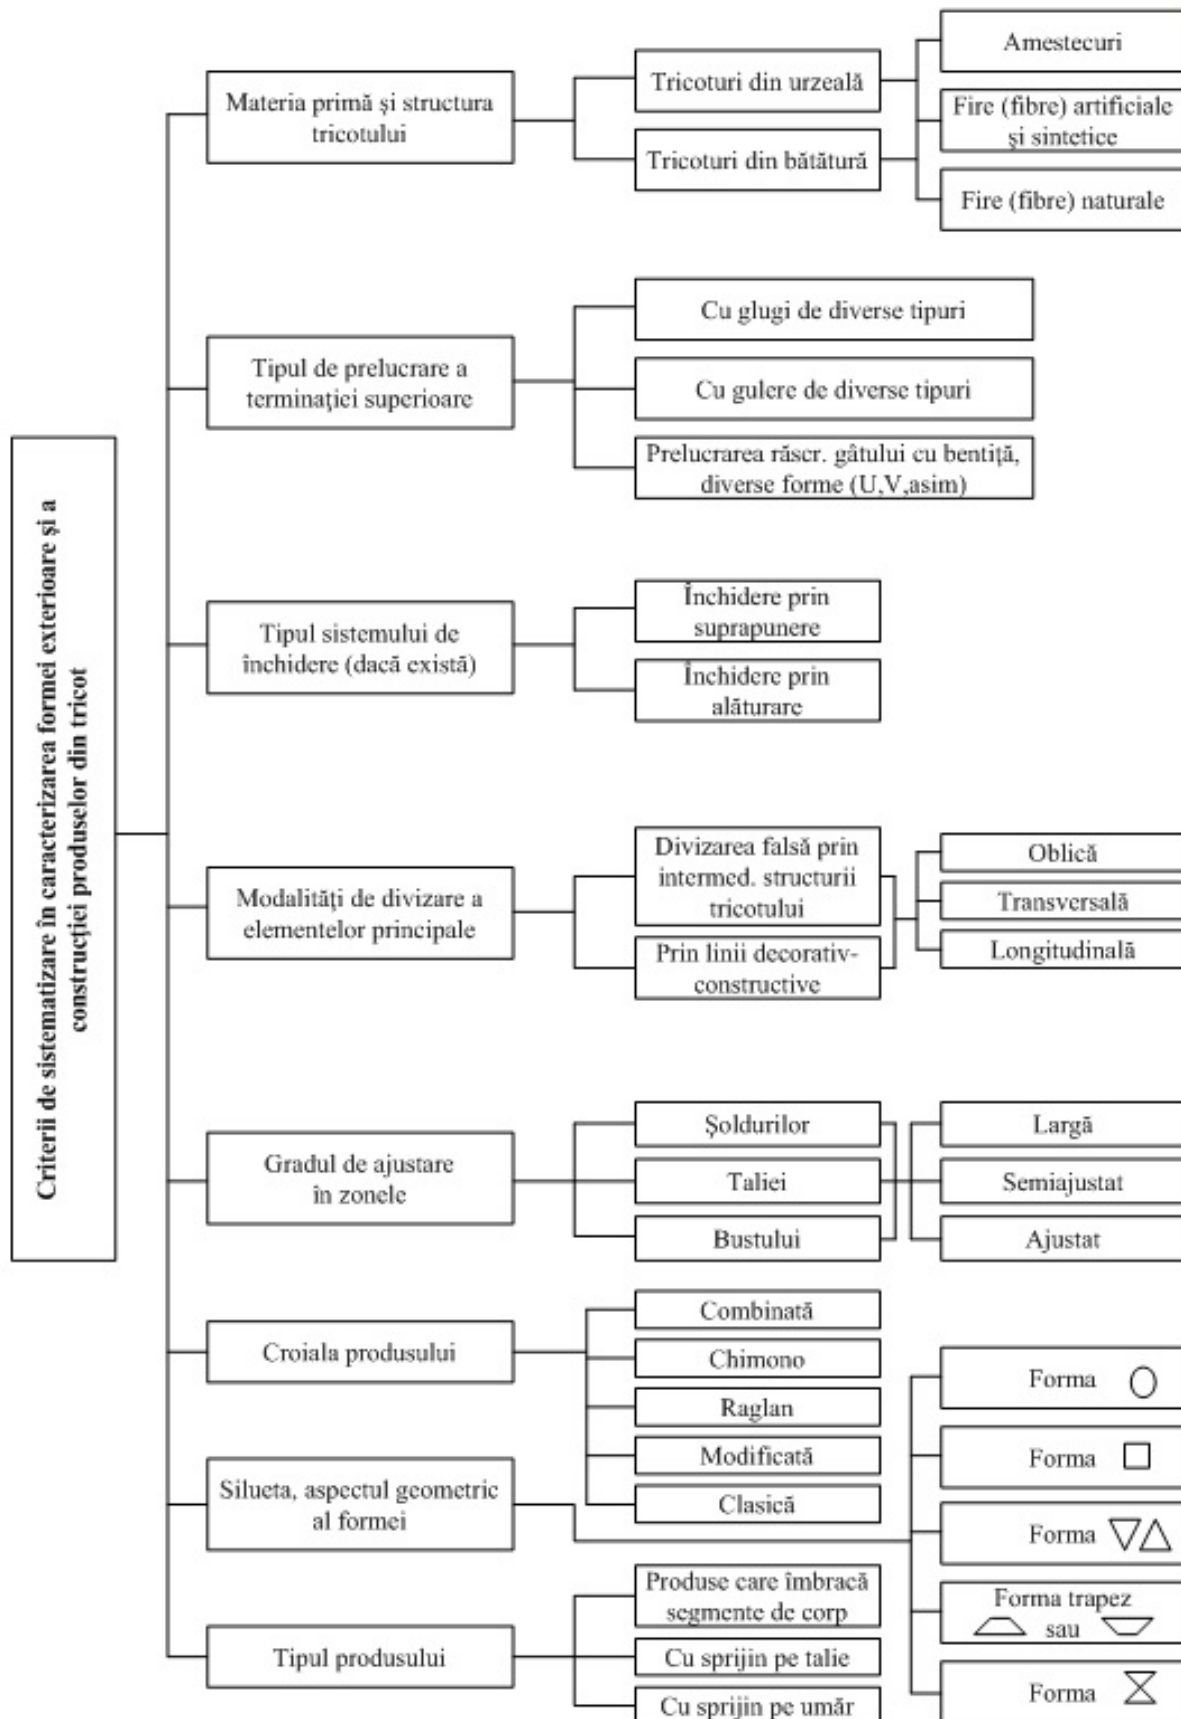 Criterii de sistematizare în caracterizarea formei exterioare şi a
construcţiei produselor din tricot
Materia primă şi structura
tricotului
Tricoturi din urzeală
Tricoturi din bătătură
Amestecuri
Fire (fibre) artificiale
şi sintetice
Fire (fibre) naturale
Tipul de prelucrare a
terminaţiei superioare
Cu glugi de diverse tipuri
Cu gulere de diverse tipuri
Prelucrarea răscr. gâtului cu bentiţă,
diverse forme (U,V,asim)
Tipul sistemului de
închidere (dacă există)
Închidere prin
suprapunere
Închidere prin
alăturare
Modalităţi de divizare a
elementelor principale
Divizarea falsă prin
intermed. structurii
tricotului
Prin linii decorativ-
constructive
Oblică
Transversală
Longitudinală
Gradul de ajustare
în zonele
Şoldurilor
Taliei
Bustului
Largă
Semiajustat
Ajustat
Croiala produsului
Combinată
Chimono
Raglan
Modificată
Clasică
Silueta, aspectul geometric
al formei
Forma
Forma
Forma
Forma trapez
sau
Forma
Tipul produsului
Produse care îmbracă
segmente de corp
Cu sprijin pe talie
Cu sprijin pe umăr